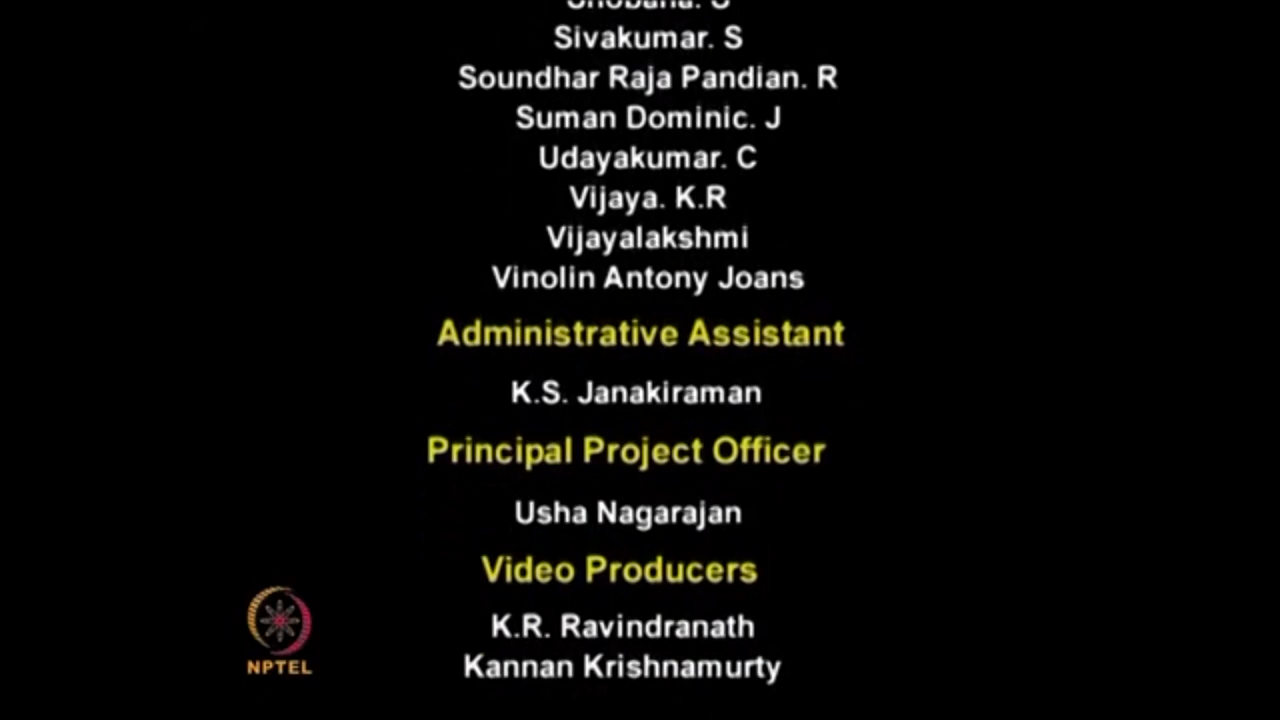 Sivakumar. S
Soundhar Raja Pandian. R
Suman Dominic. J
Udayakumar. C
Vijaya. K.R
Vijayalakshmi
Vinolin Antony Joans
Administrative Assistant
K.S. Janakiraman
Principal Project Officer
Usha Nagarajan
Video Producers
K.R. Ravindranath
Kannan Krishnamurty
NPTEL